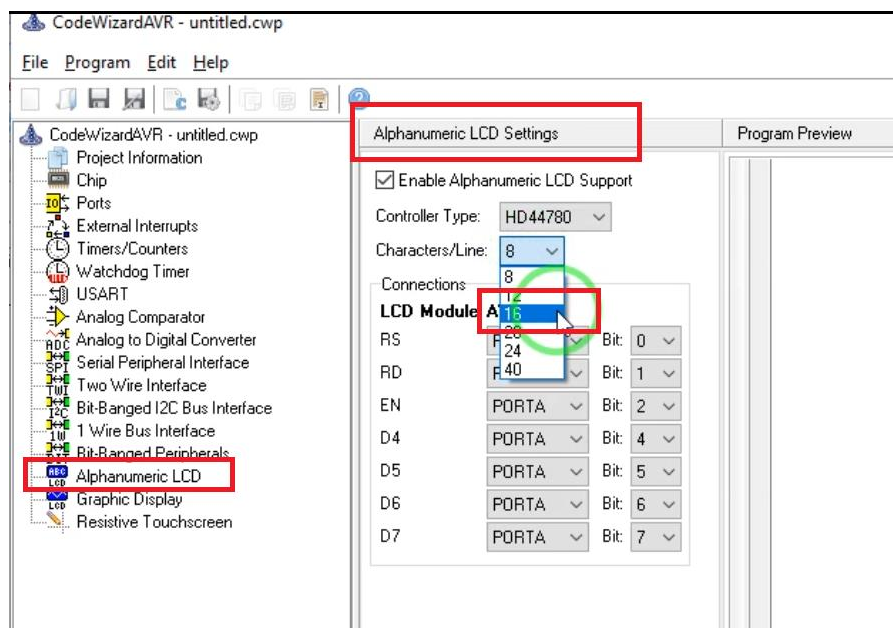 CodeWizardAVR - untitled.cwp
File Program Edit Help
CodeWizardAVR - untitled.cwp
Project Information
Chip
Ports
External Interrupts
Timers/Counters
Watchdog Timer
USART
Analog Comparator
Analog to Digital Converter
Serial Peripheral Interface
Two Wire Interface
Bit-Banged I2C Bus Interface
1 Wire Bus Interface
Bit-Banged Peripherals
Alphanumeric LCD
Graphic Display
Resistive Touchscreen
Alphanumeric LCD Settings
Enable Alphanumeric LCD Support
Controller Type: HD44780
Characters/Line: 8
8
12
16
20
24
40
Connections
LCD Module
RS Bit: 0
RD Bit: 1
EN PORTA Bit: 2
D4 PORTA Bit: 4
D5 PORTA Bit: 5
D6 PORTA Bit: 6
D7 PORTA Bit: 7
Program Preview